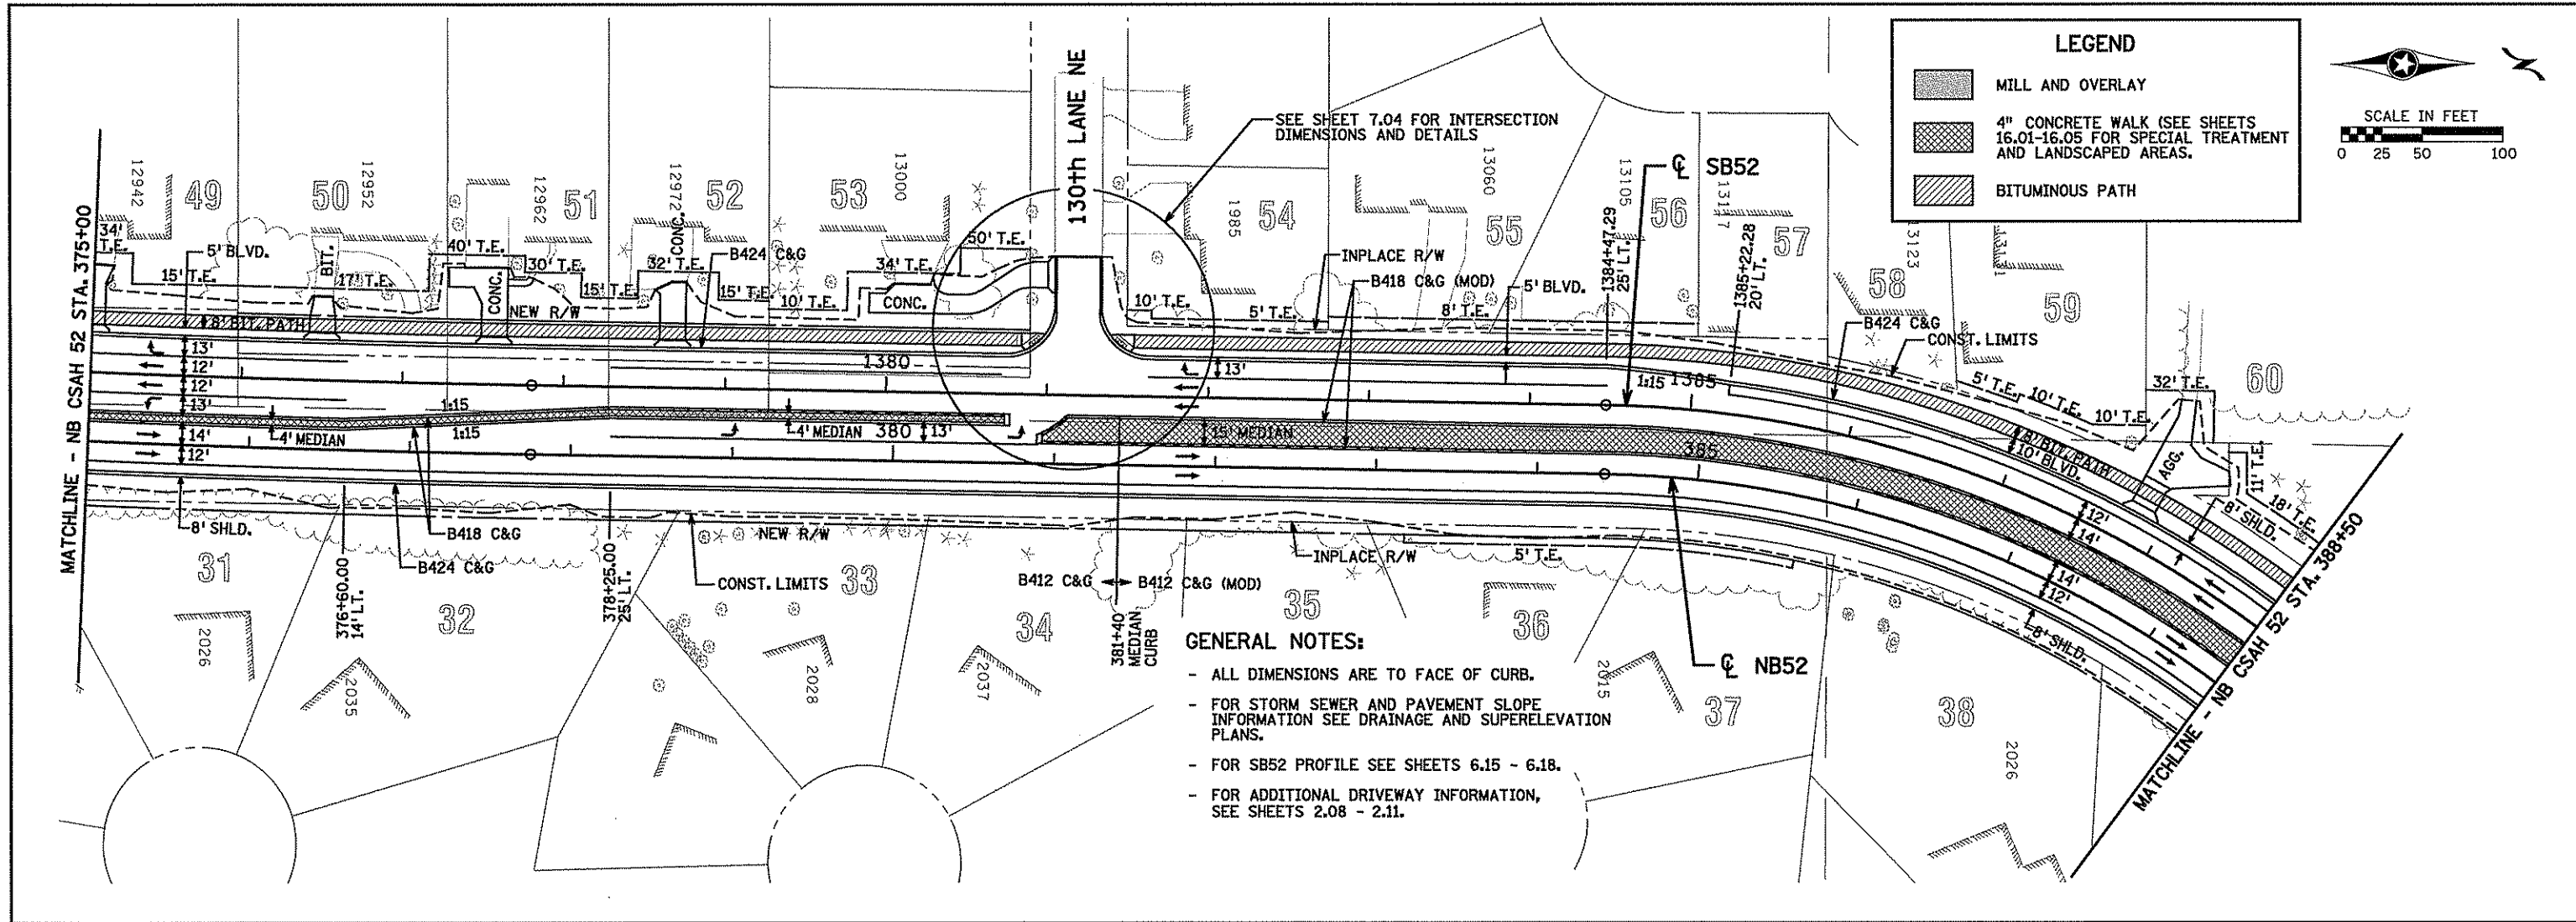 LEGEND
MILL AND OVERLAY
4" CONCRETE WALK (SEE SHEETS
16.01-16.05 FOR SPECIAL TREATMENT
AND LANDSCAPED AREAS.
BITUMINOUS PATH
SCALE IN FEET
0 25 50 100
130th LANE NE
SEE SHEET 7.04 FOR INTERSECTION
DIMENSIONS AND DETAILS
MATCHLINE - NB CSAH 52 STA. 375+00
12942
49
50
12952
12962
51
12972
52
53
13000
1985
54
13060
55
13105
56
57
58
13123
59
60
34'
T.E.
5' BLVD.
15' T.E.
BIT.
17' T.E.
40' T.E.
CONC.
30' T.E.
NEW R/W
15' T.E.
32' T.E.
CONC.
15' T.E.
B424 C&G
10' T.E.
34' T.E.
CONC.
50' T.E.
10' T.E.
5' T.E.
INPLACE R/W
B418 C&G (MOD)
8' T.E.
5' BLVD.
1384+47.29
25' LT.
℄ SB52
1385+22.28
20' LT.
B424 C&G
CONST. LIMITS
5' T.E.
10' T.E.
10' T.E.
32' T.E.
11' T.E.
18' T.E.
8' SHLD.
AGG.
8' BIT. PATH
10' BLVD.
8' BIT. PATH
13'
12'
12'
13'
14'
12'
1380
13'
1:15
1385
1:15
1:15
4' MEDIAN
4' MEDIAN
380
13'
15' MEDIAN
385
12'
14'
14'
12'
8' SHLD.
8' SHLD.
376+60.00
14' LT.
B418 C&G
B424 C&G
378+25.00
25' LT.
CONST. LIMITS
NEW R/W
B412 C&G
B412 C&G (MOD)
381+40
MEDIAN
CURB
INPLACE R/W
5' T.E.
℄ NB52
31
2026
32
2035
33
2028
34
2037
35
36
2015
37
38
2026
MATCHLINE - NB CSAH 52 STA. 388+50
GENERAL NOTES:
- ALL DIMENSIONS ARE TO FACE OF CURB.
- FOR STORM SEWER AND PAVEMENT SLOPE
INFORMATION SEE DRAINAGE AND SUPERELEVATION
PLANS.
- FOR SB52 PROFILE SEE SHEETS 6.15 - 6.18.
- FOR ADDITIONAL DRIVEWAY INFORMATION,
SEE SHEETS 2.08 - 2.11.